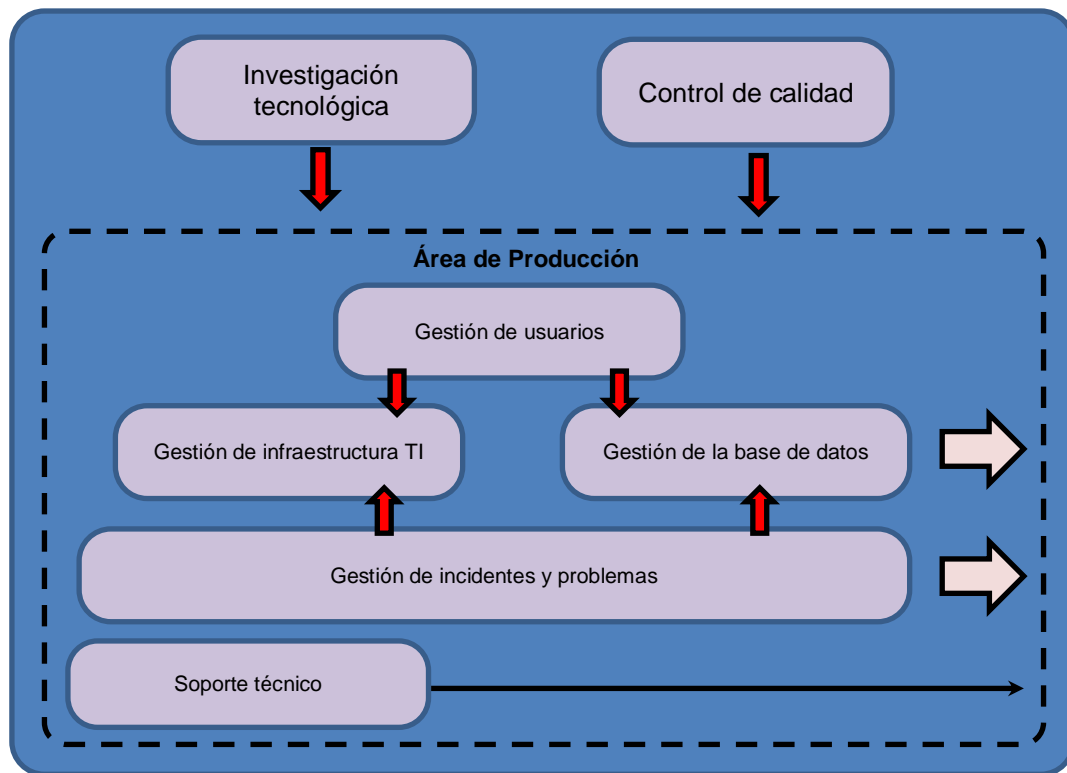 Investigación
tecnológica
Control de calidad
Área de Producción
Gestión de usuarios
Gestión de infraestructura TI
Gestión de la base de datos
Gestión de incidentes y problemas
Soporte técnico